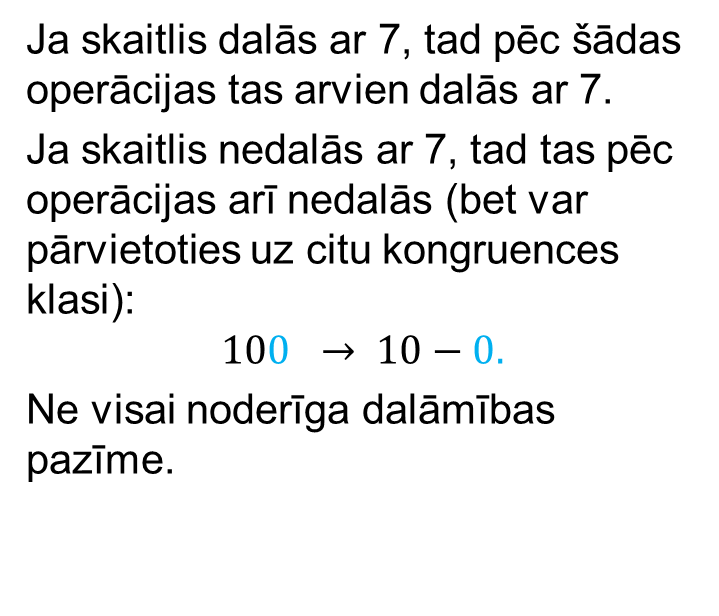 Ja skaitlis dalās ar 7, tad pēc šādas
operācijas tas arvien dalās ar 7.
Ja skaitlis nedalās ar 7, tad tas pēc
operācijas arī nedalās (bet var
pārvietoties uz citu kongruences
klasi):
100 → 10 − 0.
Ne visai noderīga dalāmības
pazīme.